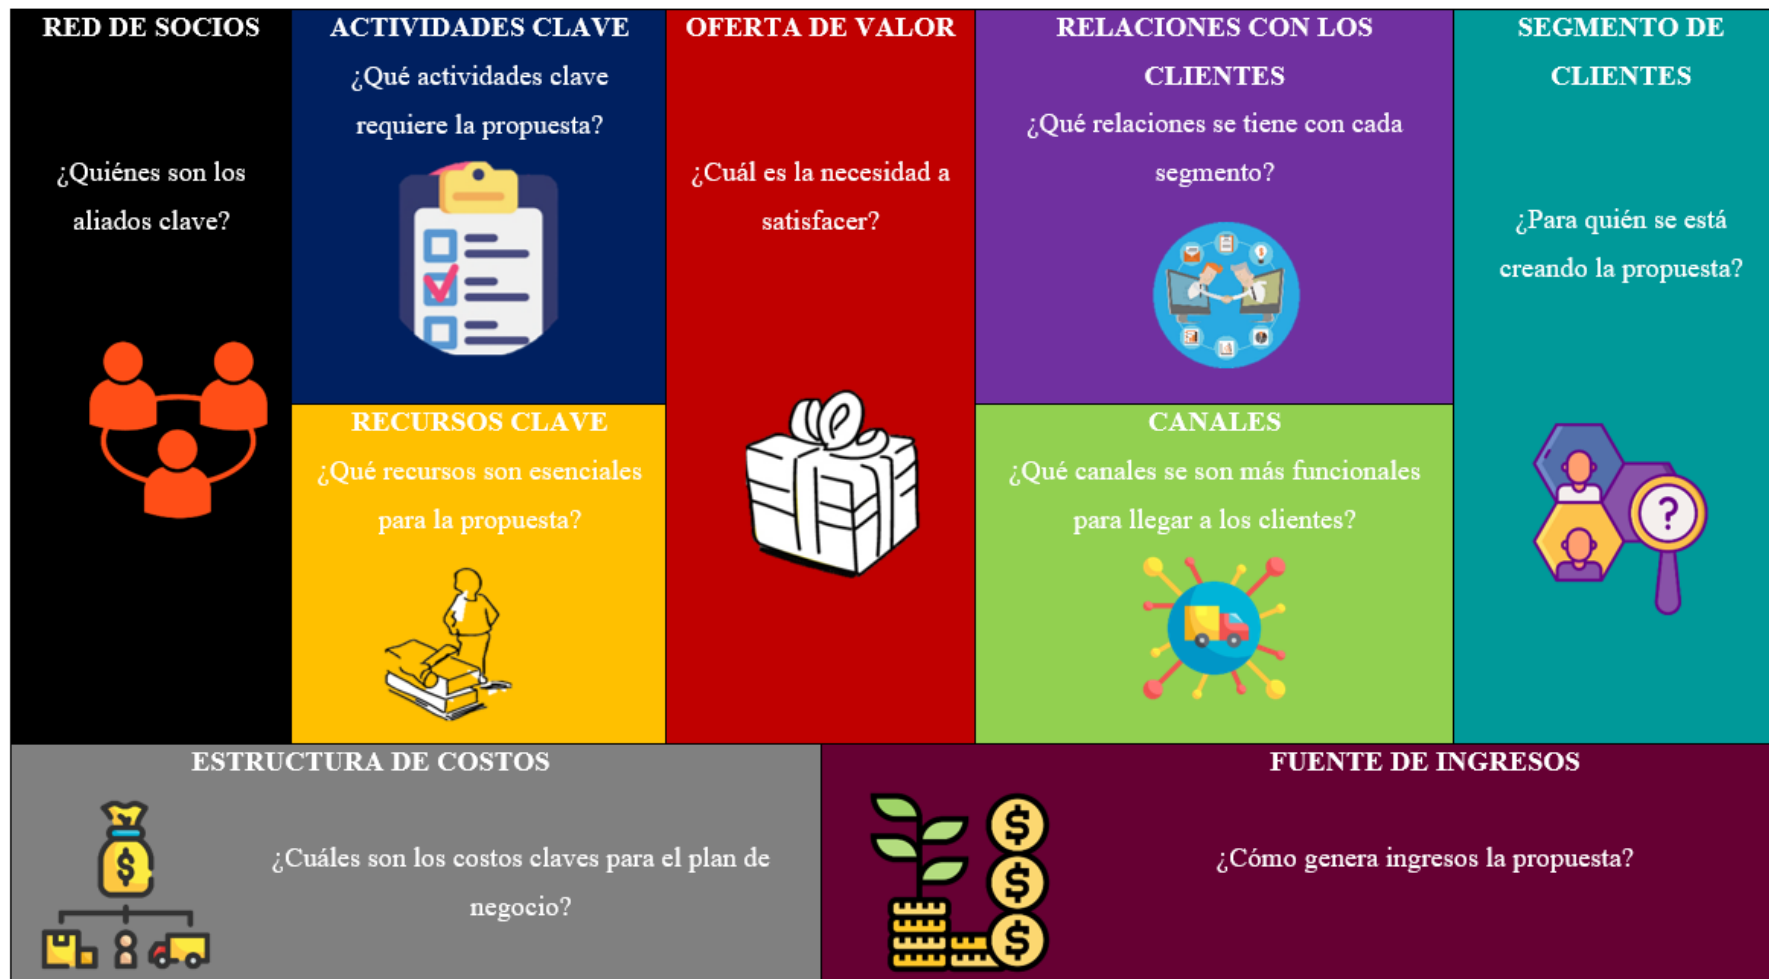 RED DE SOCIOS
¿Quiénes son los
aliados clave?
ACTIVIDADES CLAVE
¿Qué actividades clave
requiere la propuesta?
RECURSOS CLAVE
¿Qué recursos son esenciales
para la propuesta?
OFERTA DE VALOR
¿Cuál es la necesidad a
satisfacer?
RELACIONES CON LOS
CLIENTES
¿Qué relaciones se tiene con cada
segmento?
CANALES
¿Qué canales se son más funcionales
para llegar a los clientes?
SEGMENTO DE
CLIENTES
¿Para quién se está
creando la propuesta?
?
ESTRUCTURA DE COSTOS
$
¿Cuáles son los costos claves para el plan de
negocio?
FUENTE DE INGRESOS
$
$
$
¿Cómo genera ingresos la propuesta?